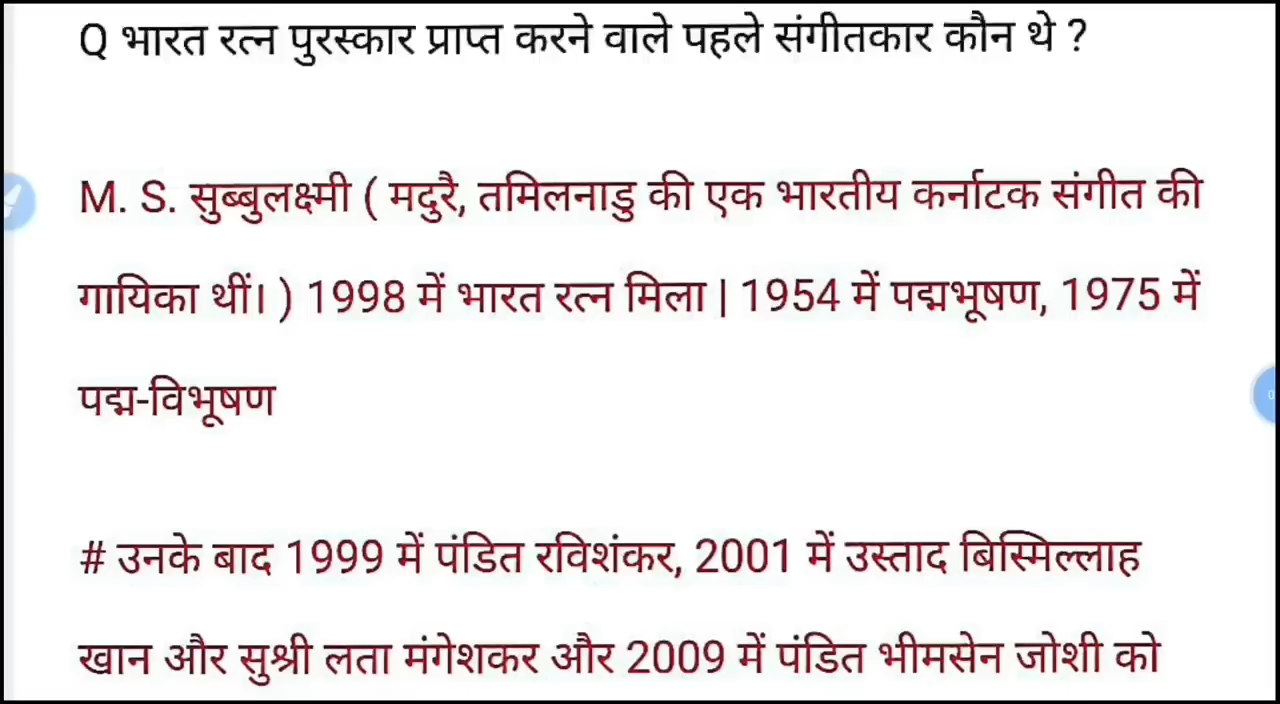 Q भारत रत्न पुरस्कार प्राप्त करने वाले पहले संगीतकार कौन थे ?
M. S. सुब्बुलक्ष्मी ( मदुरै, तमिलनाडु की एक भारतीय कर्नाटक संगीत की
गायिका थीं। ) 1998 में भारत रत्न मिला | 1954 में पद्मभूषण, 1975 में
पद्म-विभूषण
# उनके बाद 1999 में पंडित रविशंकर, 2001 में उस्ताद बिस्मिल्लाह
खान और सुश्री लता मंगेशकर और 2009 में पंडित भीमसेन जोशी को